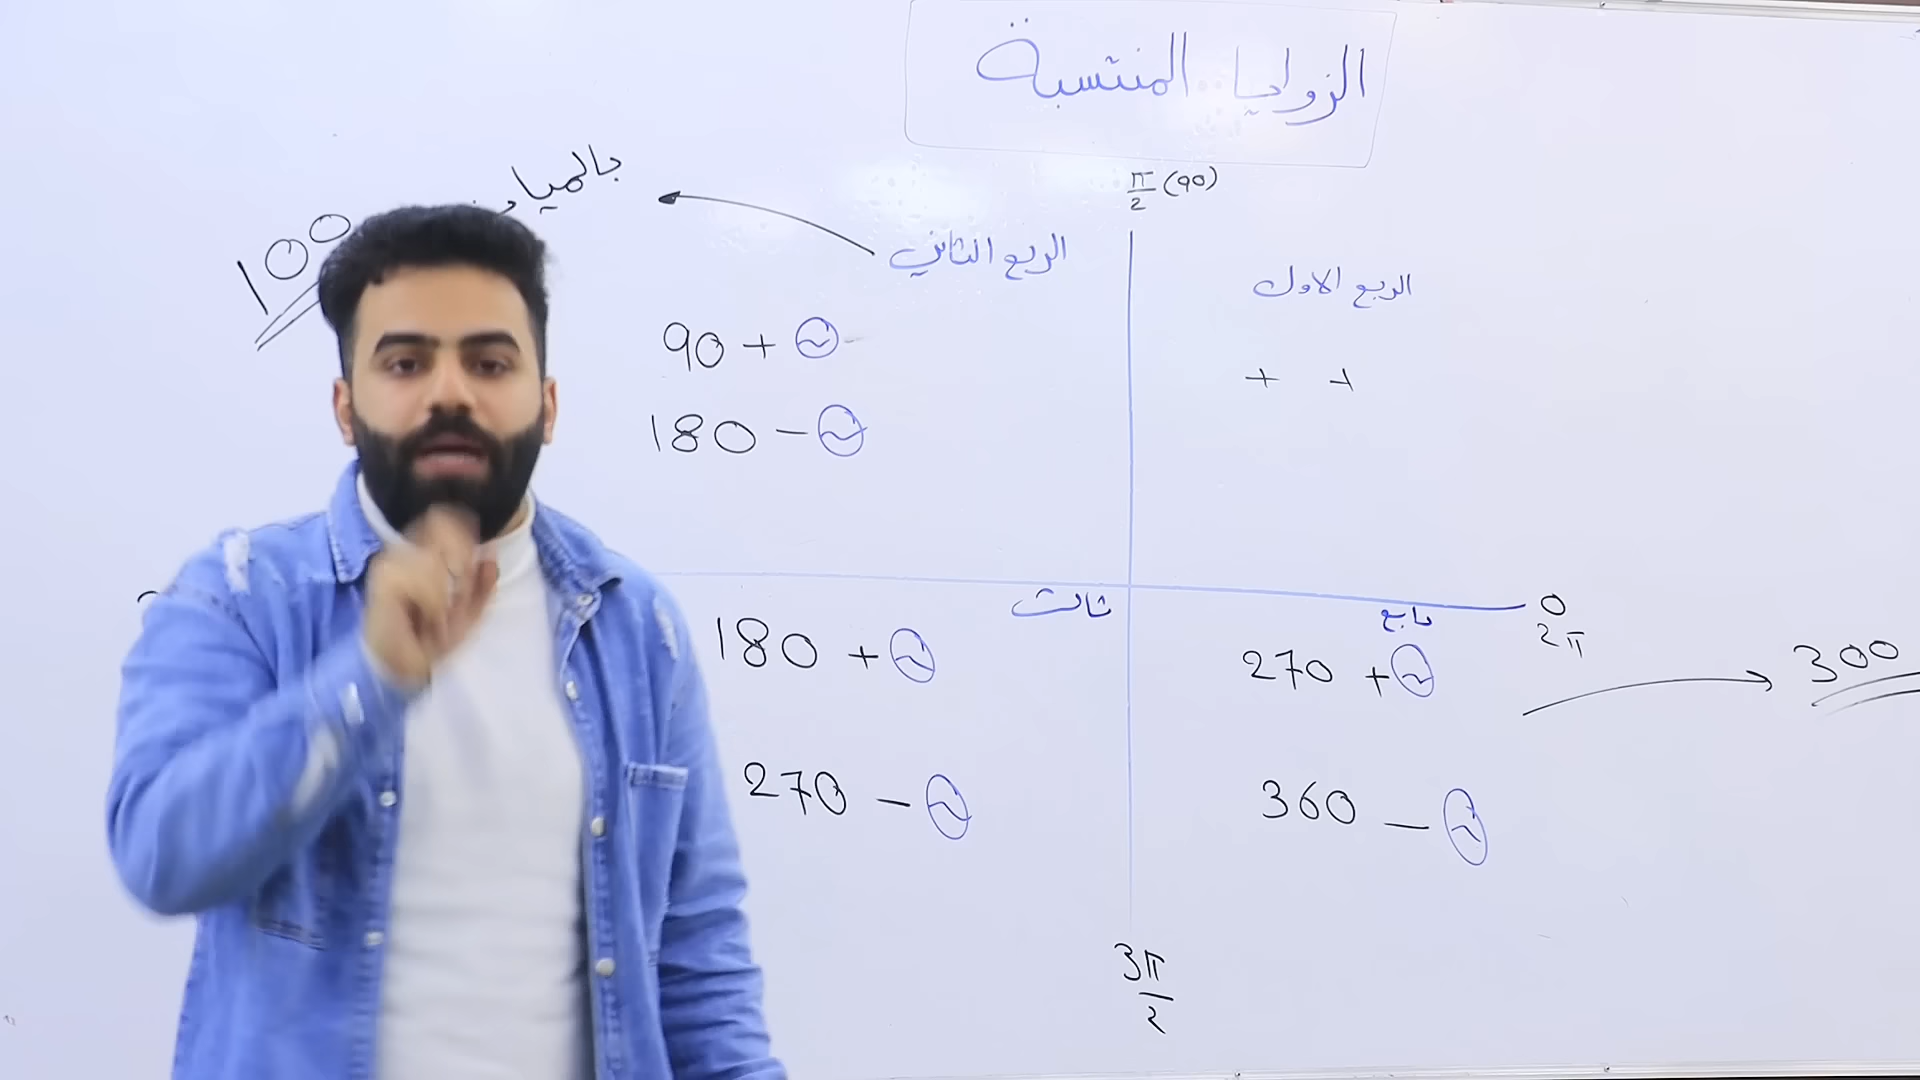 الزوايا المنتسبة
π/2 (90)
بالميا
100
الربع الثاني
الربع الاول
90 + ~
+ +
180 - ~
ثالث
رابع
0
2π
180 + ~
270 + ~
300
270 - ~
360 - ~
3π/2